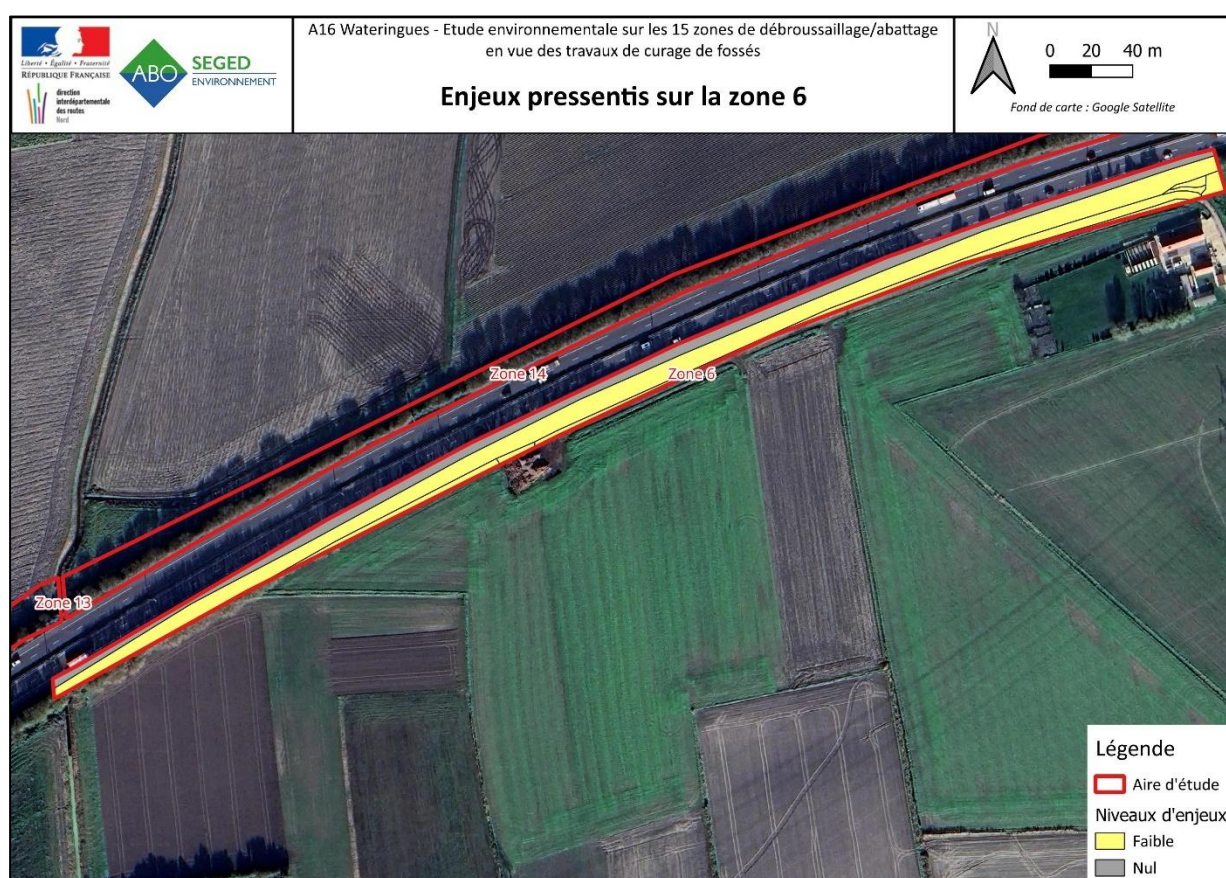 Liberté • Égalité • Fraternité
RÉPUBLIQUE FRANÇAISE
direction
interdépartementale
des routes
Nord
ABO
SEGED
ENVIRONNEMENT
A16 Wateringues - Etude environnementale sur les 15 zones de débroussaillage/abattage
en vue des travaux de curage de fossés
Enjeux pressentis sur la zone 6
N
0 20 40 m
Fond de carte : Google Satellite
Zone 14
Zone 6
Zone 13
Légende
Aire d'étude
Niveaux d'enjeux
Faible
Nul